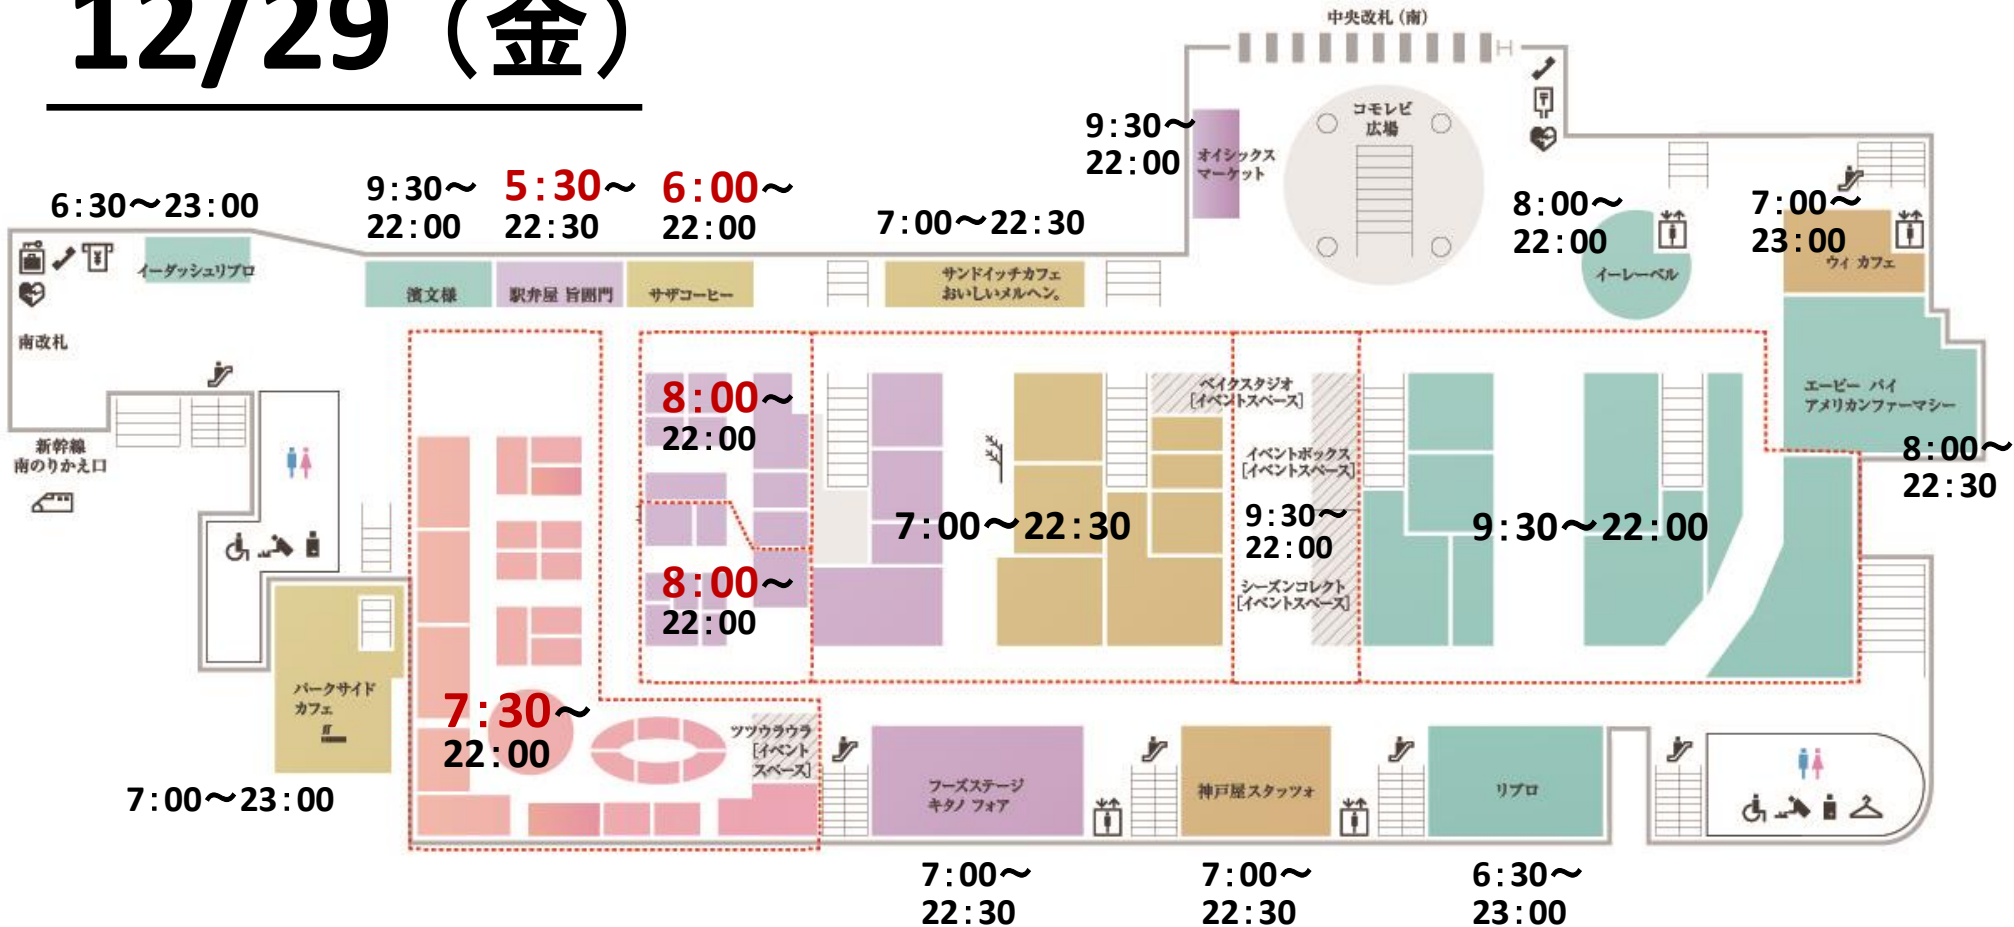 12/29（金）
中央改札（南）
コモレビ
広場
9:30～
22:00
オイシックス
マーケット
6:30～23:00
9:30～
22:00
5:30～
22:30
6:00～
22:00
7:00～22:30
8:00～
22:00
7:00～
23:00
イーダッシュリブロ
濱文様
駅弁屋 旨囲門
サザコーヒー
サンドイッチカフェ
おいしいメルヘン。
イーレーベル
ウィ カフェ
南改札
新幹線
南のりかえ口
8:00～
22:00
ベイクスタジオ
[イベントスペース]
エービー バイ
アメリカンファーマシー
イベントボックス
[イベントスペース]
8:00～
22:30
7:00～22:30
9:30～
22:00
9:30～22:00
8:00～
22:00
シーズンコレクト
[イベントスペース]
パークサイド
カフェ
7:30～
22:00
ツヅウラウラ
[イベント
スペース]
7:00～23:00
フーズステージ
キタノ フォア
神戸屋スタッツォ
リブロ
7:00～
22:30
7:00～
22:30
6:30～
23:00